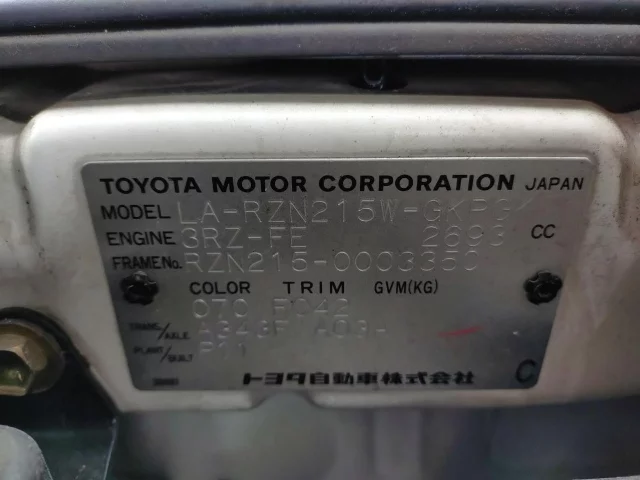 TOYOTA MOTOR CORPORATION JAPAN
MODEL LA-RZN215W-GKPGK
ENGINE 3RZ-FE 2693 CC
FRAME No. RZN215-0003350
COLOR TRIM GVM(KG)
070 FD42
TRANS./AXLE A343F A03-
PLANT/BUILT P11
トヨタ自動車株式会社 C